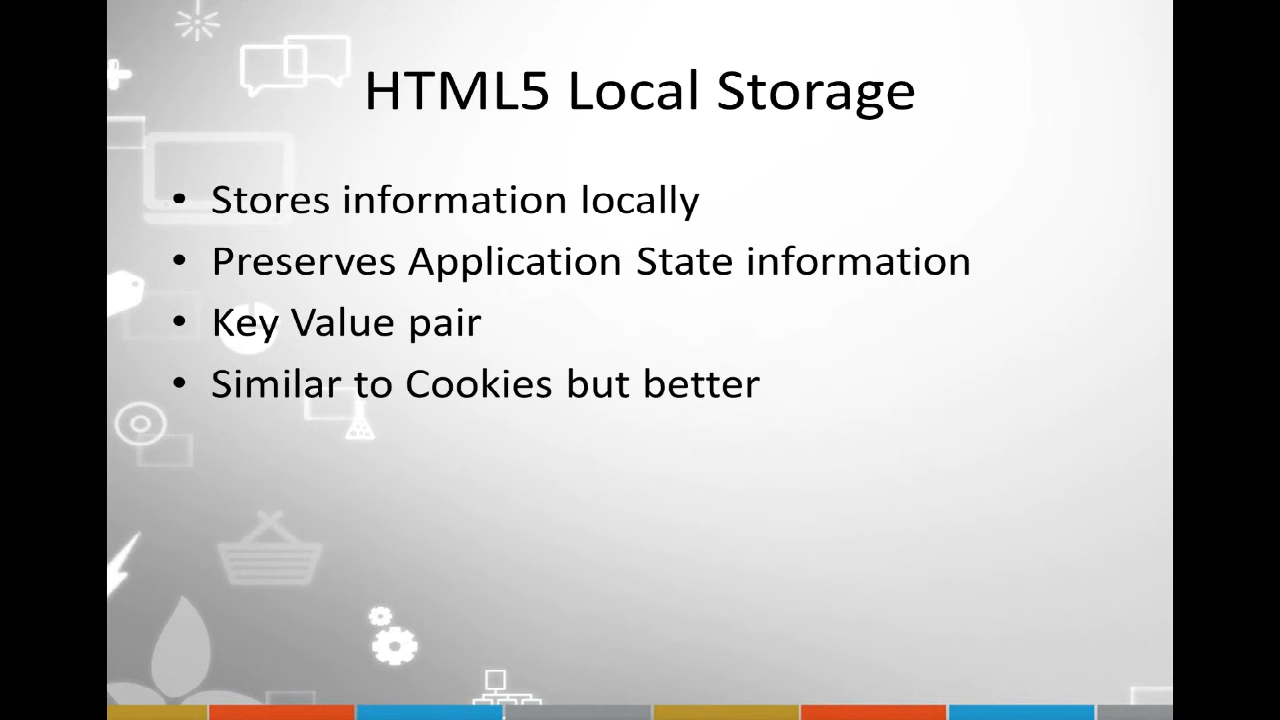 HTML5 Local Storage
• Stores information locally
• Preserves Application State information
• Key Value pair
• Similar to Cookies but better